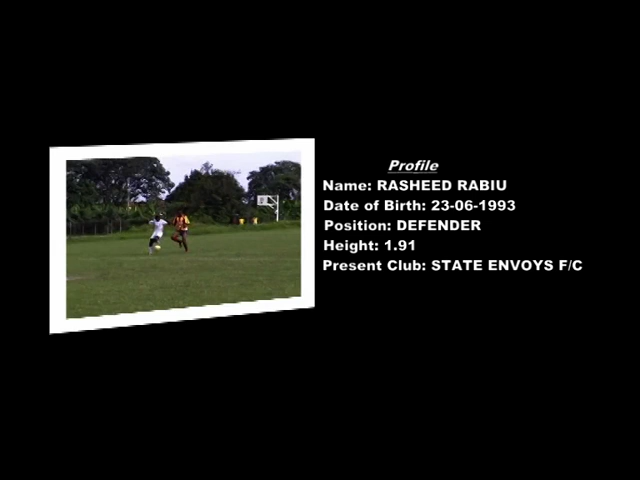 Profile
Name: RASHEED RABIU
Date of Birth: 23-06-1993
Position: DEFENDER
Height: 1.91
Present Club: STATE ENVOYS F/C